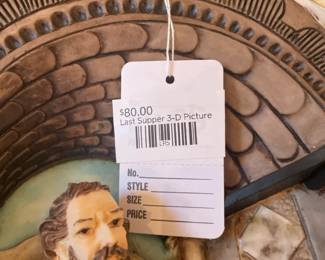 $80.00
Last Supper 3-D Picture
No.
STYLE
SIZE
PRICE